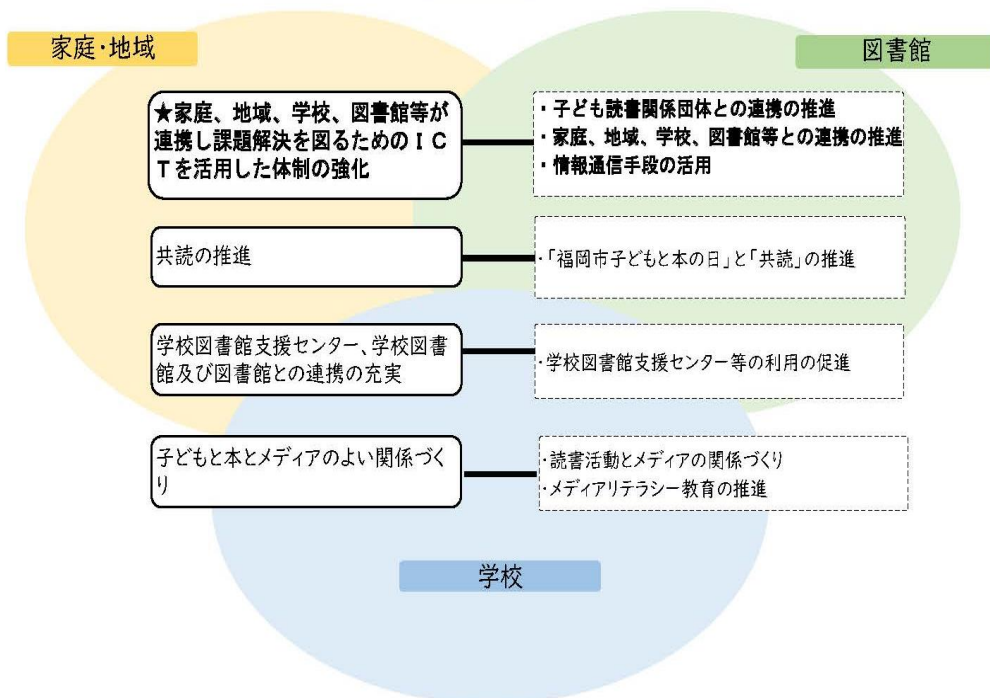 家庭・地域
図書館
★家庭、地域、学校、図書館等が
連携し課題解決を図るためのＩＣ
Ｔを活用した体制の強化
・子ども読書関係団体との連携の推進
・家庭、地域、学校、図書館等との連携の推進
・情報通信手段の活用
共読の推進
・「福岡市子どもと本の日」と「共読」の推進
学校図書館支援センター、学校図書
館及び図書館との連携の充実
・学校図書館支援センター等の利用の促進
子どもと本とメディアのよい関係づく
り
・読書活動とメディアの関係づくり
・メディアリテラシー教育の推進
学校